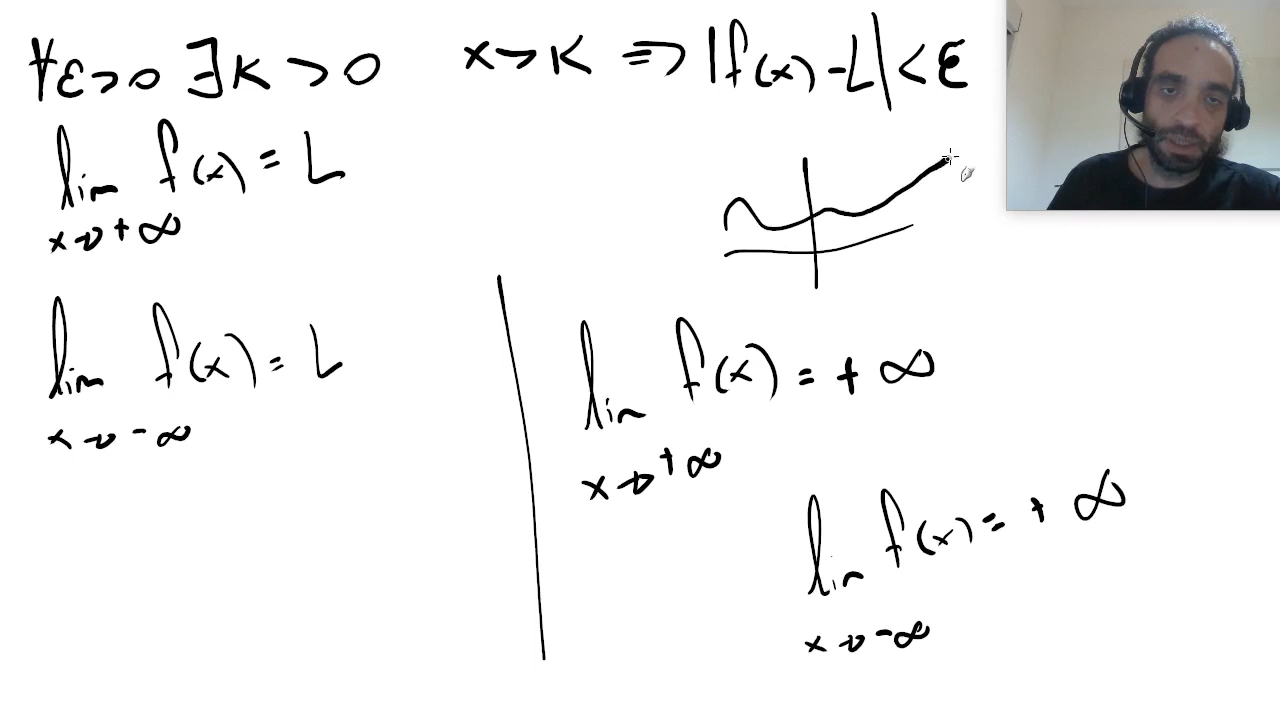 ∀ε>0 ∃K>0 x>K ⇒ |f(x)-L|<ε
lim f(x) = L
x→+∞
lim f(x) = L
x→-∞
lim f(x) = +∞
x→+∞
lim f(x) = +∞
x→-∞